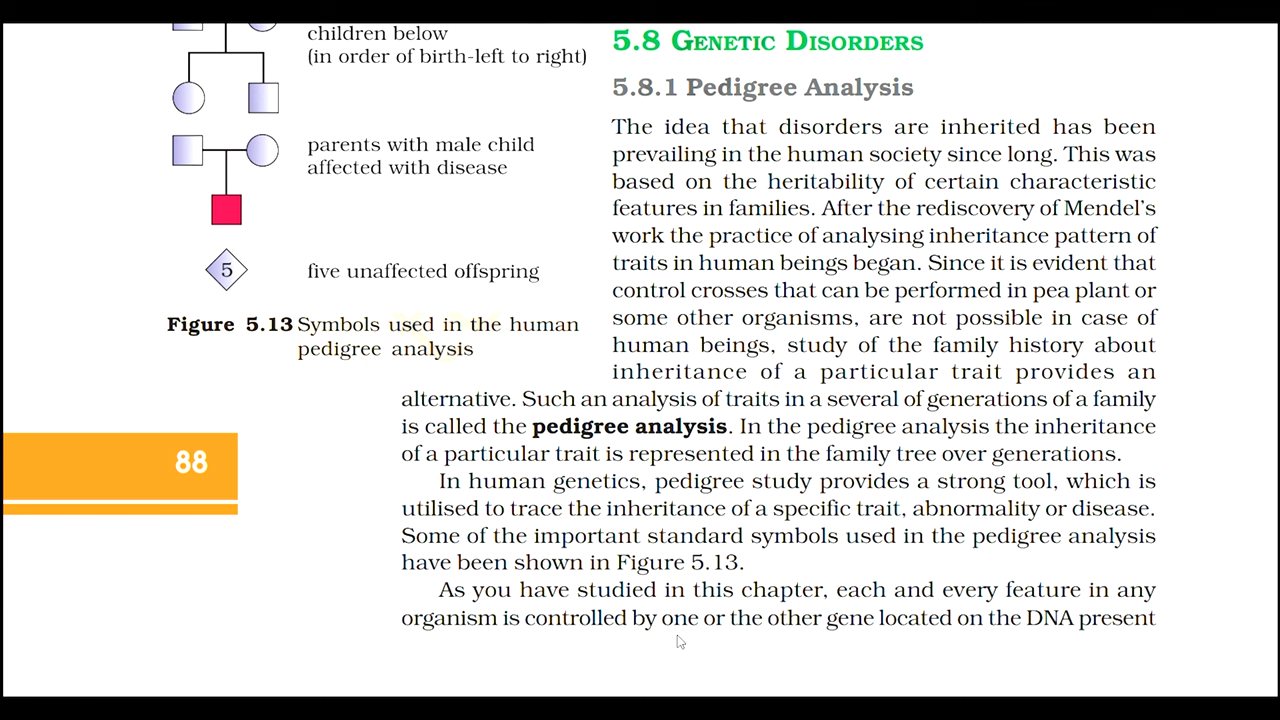 children below
(in order of birth-left to right)
parents with male child
affected with disease
5
five unaffected offspring
Figure 5.13 Symbols used in the human
pedigree analysis
88
5.8 GENETIC DISORDERS
5.8.1 Pedigree Analysis
The idea that disorders are inherited has been
prevailing in the human society since long. This was
based on the heritability of certain characteristic
features in families. After the rediscovery of Mendel's
work the practice of analysing inheritance pattern of
traits in human beings began. Since it is evident that
control crosses that can be performed in pea plant or
some other organisms, are not possible in case of
human beings, study of the family history about
inheritance of a particular trait provides an
alternative. Such an analysis of traits in a several of generations of a family
is called the pedigree analysis. In the pedigree analysis the inheritance
of a particular trait is represented in the family tree over generations.
In human genetics, pedigree study provides a strong tool, which is
utilised to trace the inheritance of a specific trait, abnormality or disease.
Some of the important standard symbols used in the pedigree analysis
have been shown in Figure 5.13.
As you have studied in this chapter, each and every feature in any
organism is controlled by one or the other gene located on the DNA present